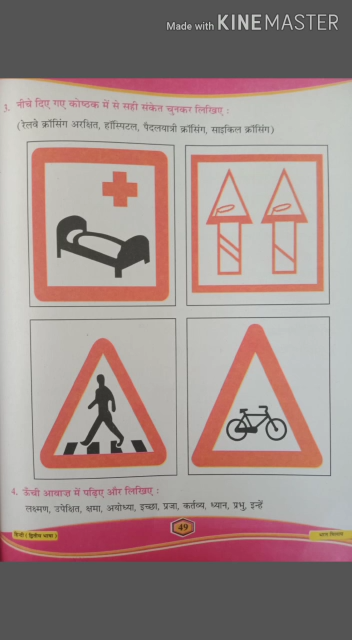 Made with KINEMASTER
3. नीचे दिए गए कोष्ठक में से सही संकेत चुनकर लिखिए :
(रेलवे क्रॉसिंग अरक्षित, हॉस्पिटल, पैदलयात्री क्रॉसिंग, साइकिल क्रॉसिंग)
4. ऊँची आवाज़ में पढ़िए और लिखिए :
लक्ष्मण, उपेक्षित, क्षमा, अयोध्या, इच्छा, प्रजा, कर्तव्य, ध्यान, प्रभु, इन्हें
हिन्दी (द्वितीय भाषा)
49